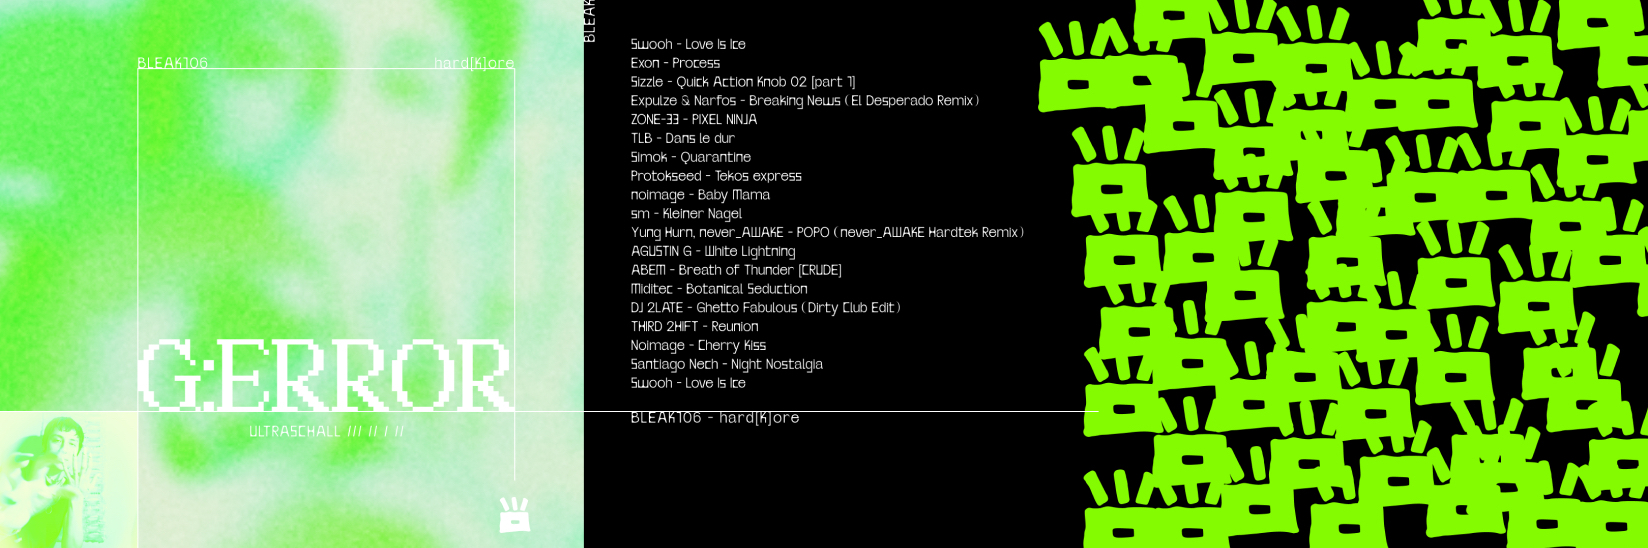 BLEAK106
hard[K]ore
G:ERROR
ULTRASCHALL /// // / //
BLEAK
Swooh - Love Is Ice
Exon - Process
Sizzle - Quick Action Knob 02 [part 1]
Expulze & Narfos - Breaking News ( El Desperado Remix )
ZONE-33 - PIXEL NINJA
TLB - Dans le dur
Simok - Quarantine
Protokseed - Tekos express
noimage - Baby Mama
sm - Kleiner Nagel
Yung Hurn, never_AWAKE - POPO ( never_AWAKE Hardtek Remix )
AGUSTIN G - White Lightning
ABEM - Breath of Thunder [CRUDE]
Miditec - Botanical Seduction
DJ 2LATE - Ghetto Fabulous ( Dirty Club Edit )
THIRD 2HIFT - Reunion
Noimage - Cherry Kiss
Santiago Nech - Night Nostalgia
Swooh - Love Is Ice
BLEAK106 - hard[K]ore